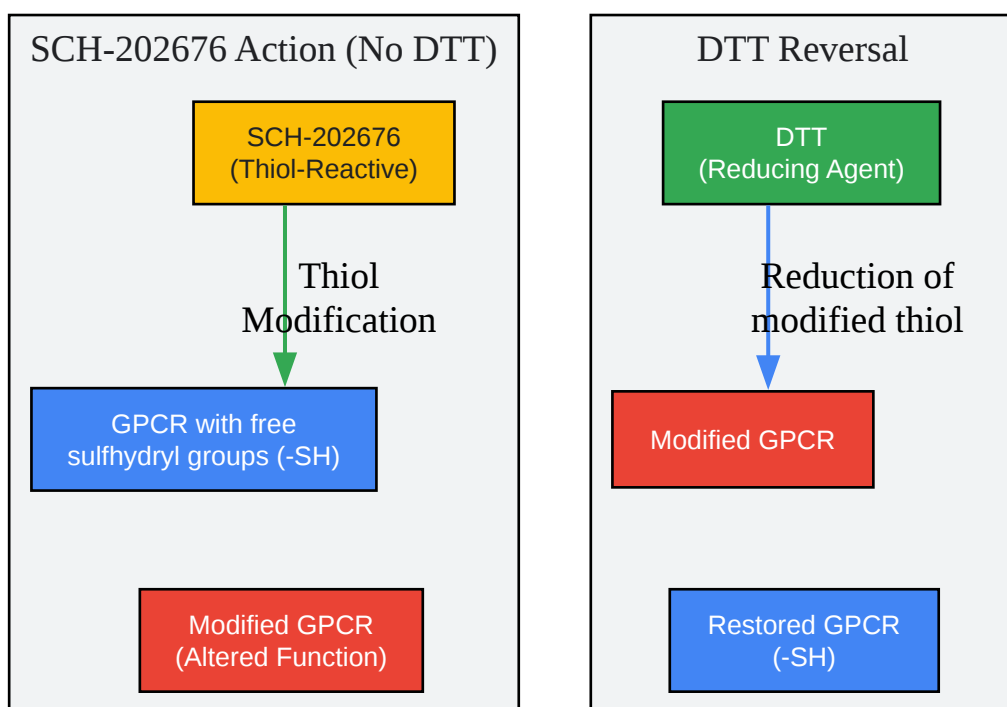 SCH-202676 Action (No DTT)
SCH-202676
(Thiol-Reactive)
Thiol
Modification
GPCR with free
sulfhydryl groups (-SH)
Modified GPCR
(Altered Function)
DTT Reversal
DTT
(Reducing Agent)
Reduction of
modified thiol
Modified GPCR
Restored GPCR
(-SH)